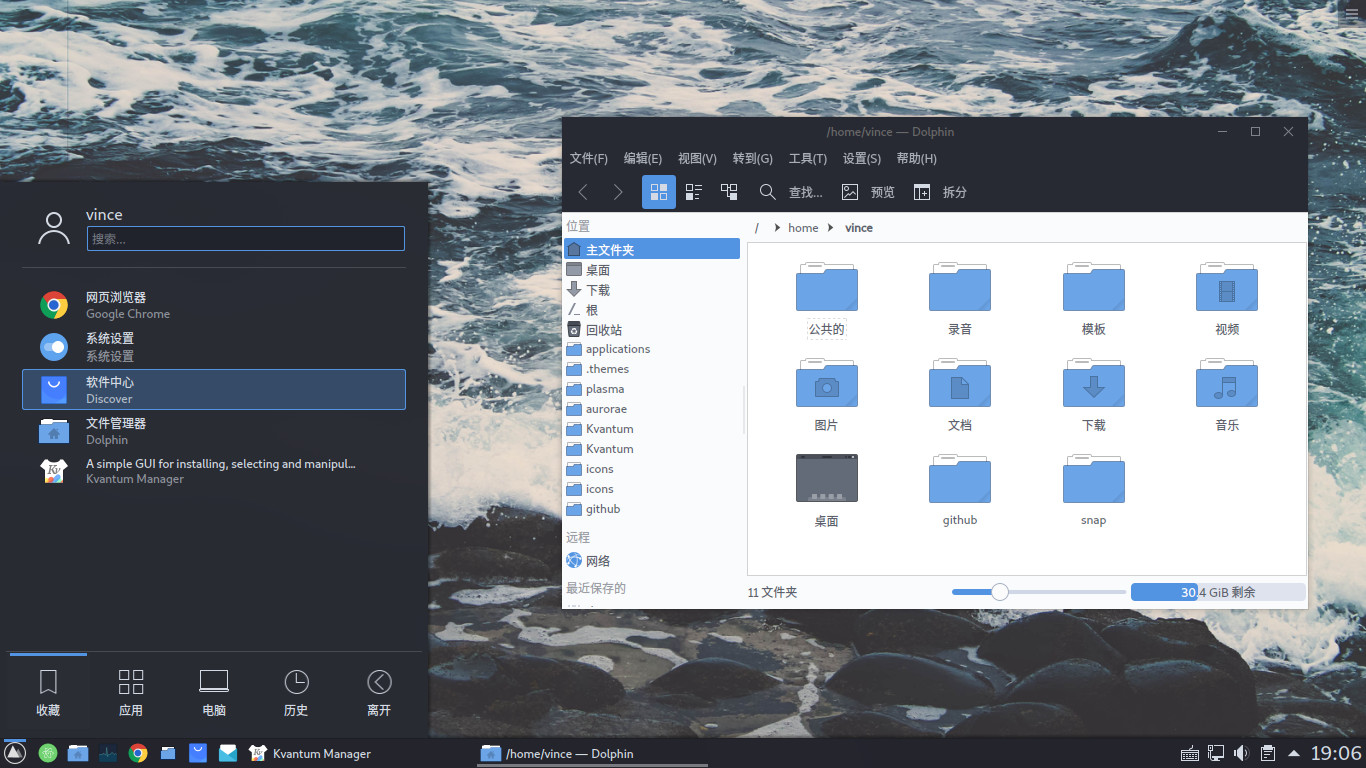 vince
搜索...
网页浏览器
Google Chrome
系统设置
系统设置
软件中心
Discover
文件管理器
Dolphin
A simple GUI for installing, selecting and manipul...
Kvantum Manager
收藏
应用
电脑
历史
离开
/home/vince — Dolphin
文件(F) 编辑(E) 视图(V) 转到(G) 工具(T) 设置(S) 帮助(H)
查找... 预览 拆分
位置
主文件夹
桌面
下载
根
回收站
applications
.themes
plasma
aurorae
Kvantum
Kvantum
icons
icons
github
远程
网络
最近保存的
/ home vince
公共的 录音 模板 视频
图片 文档 下载 音乐
桌面 github snap
11 文件夹
30.4 GiB 剩余
Kvantum Manager
/home/vince — Dolphin
19:06